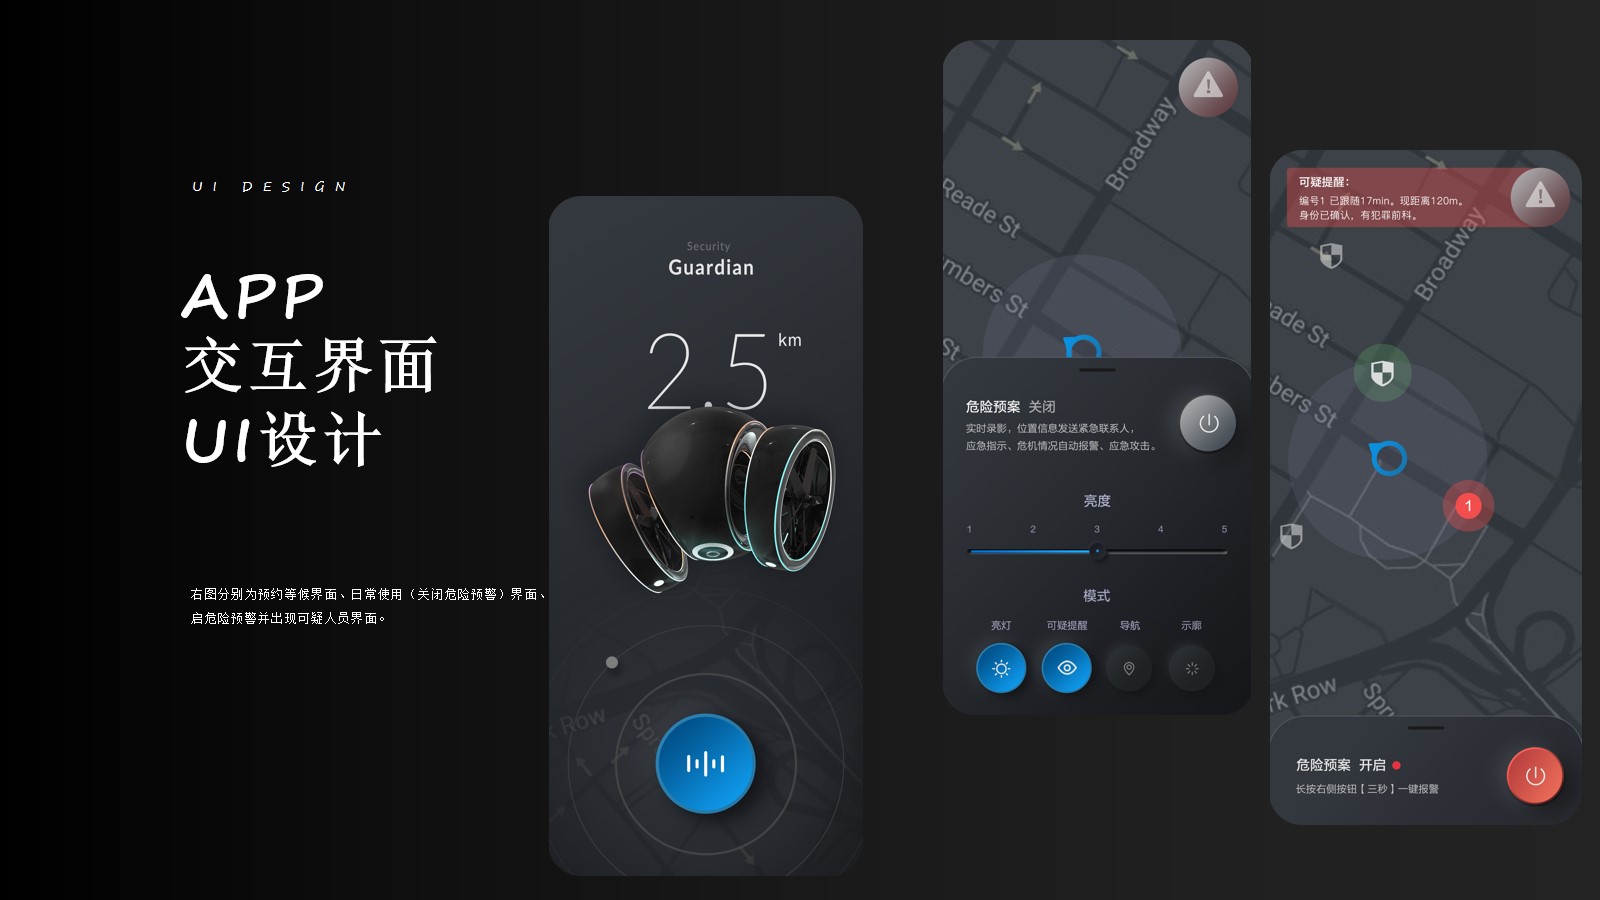 UI DESIGN
APP
交互界面
UI设计
右图分别为预约等候界面、日常使用（关闭危险预警）界面、
启危险预警并出现可疑人员界面。
Security
Guardian
2.5 km
Row
Spr
Broadway
Reade St
mbers St
St
危险预案 关闭
实时录影，位置信息发送紧急联系人，
应急指示、危机情况自动报警、应急攻击。
亮度
1 2 3 4 5
模式
亮灯 可疑提醒 导航 示廓
可疑提醒：
编号1 已跟随17min。现距离120m。
身份已确认，有犯罪前科。
Broadway
eade St
bers St
1
rk Row
Spr
危险预案 开启
长按右侧按钮【三秒】一键报警